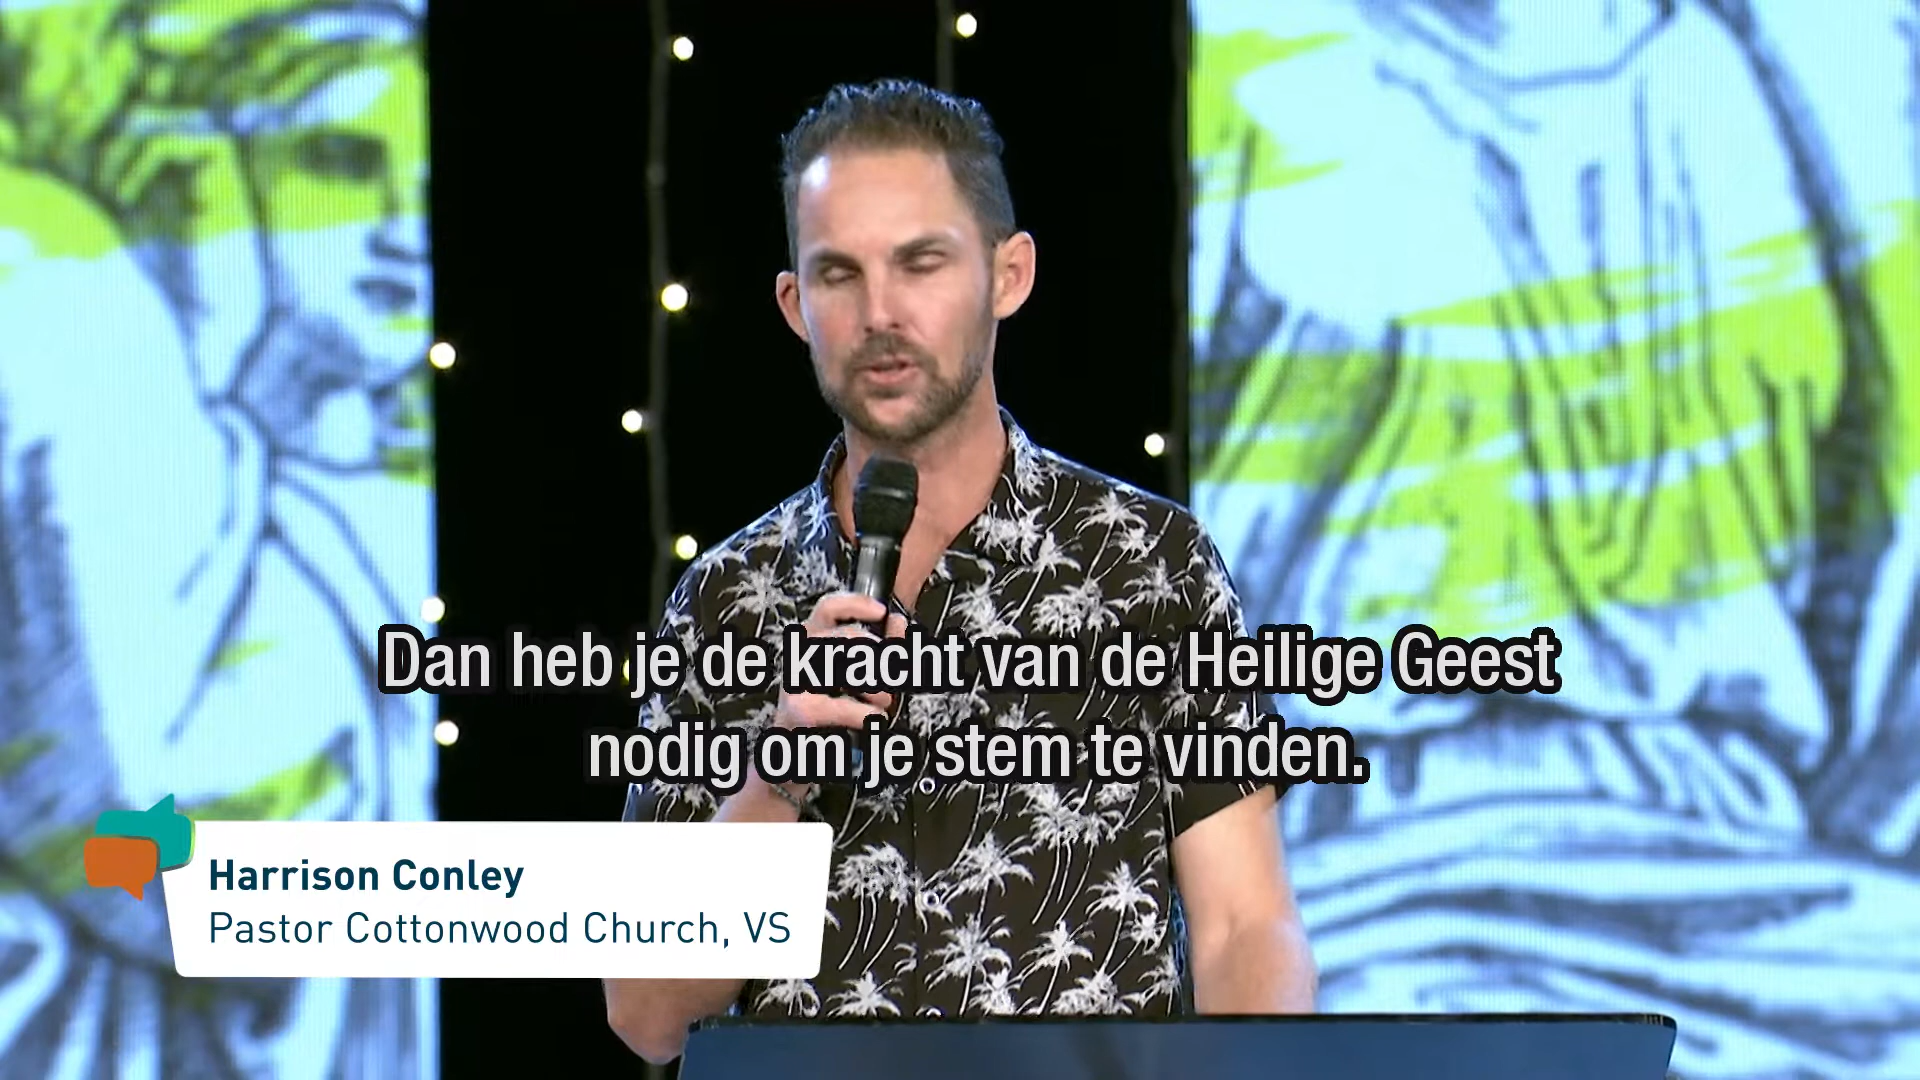 Dan heb je de kracht van de Heilige Geest
nodig om je stem te vinden.
Harrison Conley
Pastor Cottonwood Church, VS